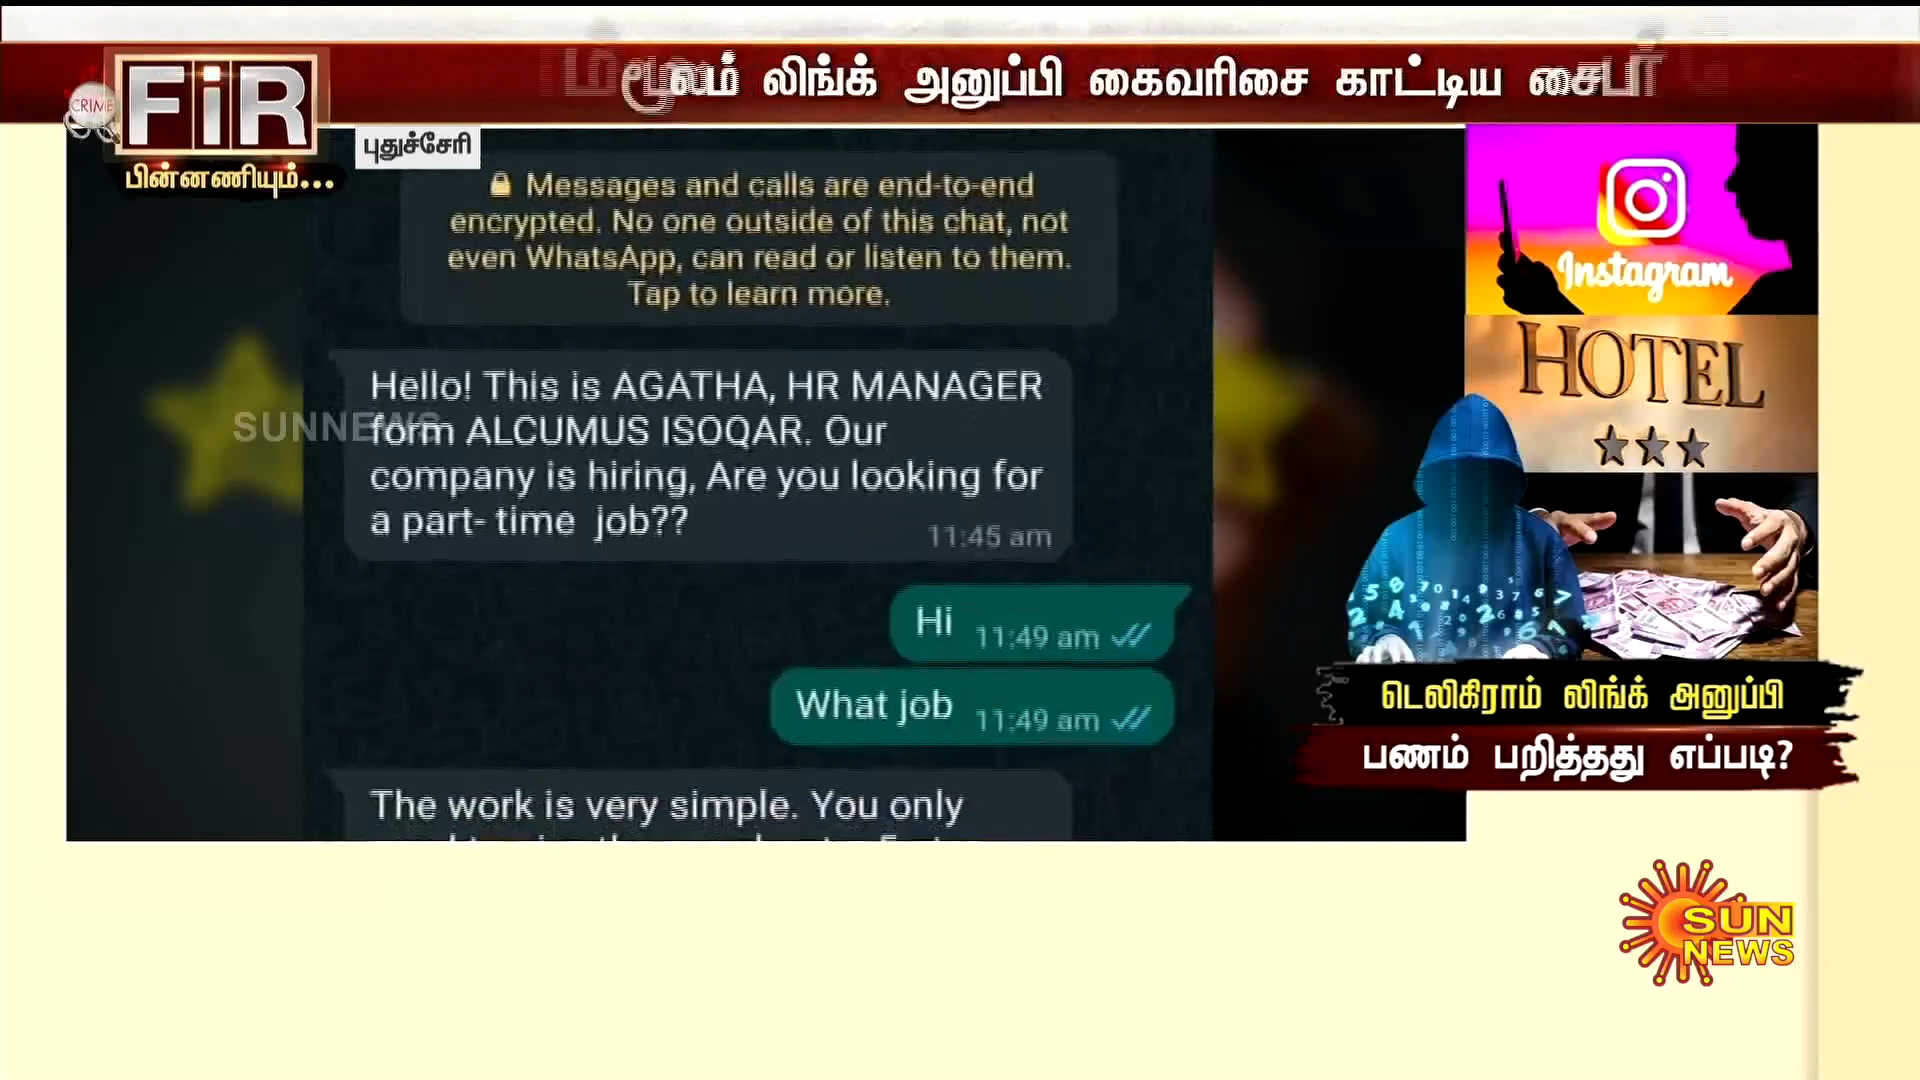 மூலம் லிங்க் அனுப்பி கைவரிசை காட்டிய சைபர்
CRIME
FiR
பின்னணியும்...
புதுச்சேரி
Messages and calls are end-to-end
encrypted. No one outside of this chat, not
even WhatsApp, can read or listen to them.
Tap to learn more.
Hello! This is AGATHA, HR MANAGER
form ALCUMUS ISOQAR. Our
company is hiring, Are you looking for
a part- time job??
11:45 am
SUNNEWS
Hi
11:49 am
What job
11:49 am
The work is very simple. You only
Instagram
HOTEL
டெலிகிராம் லிங்க் அனுப்பி
பணம் பறித்தது எப்படி?
SUN
NEWS